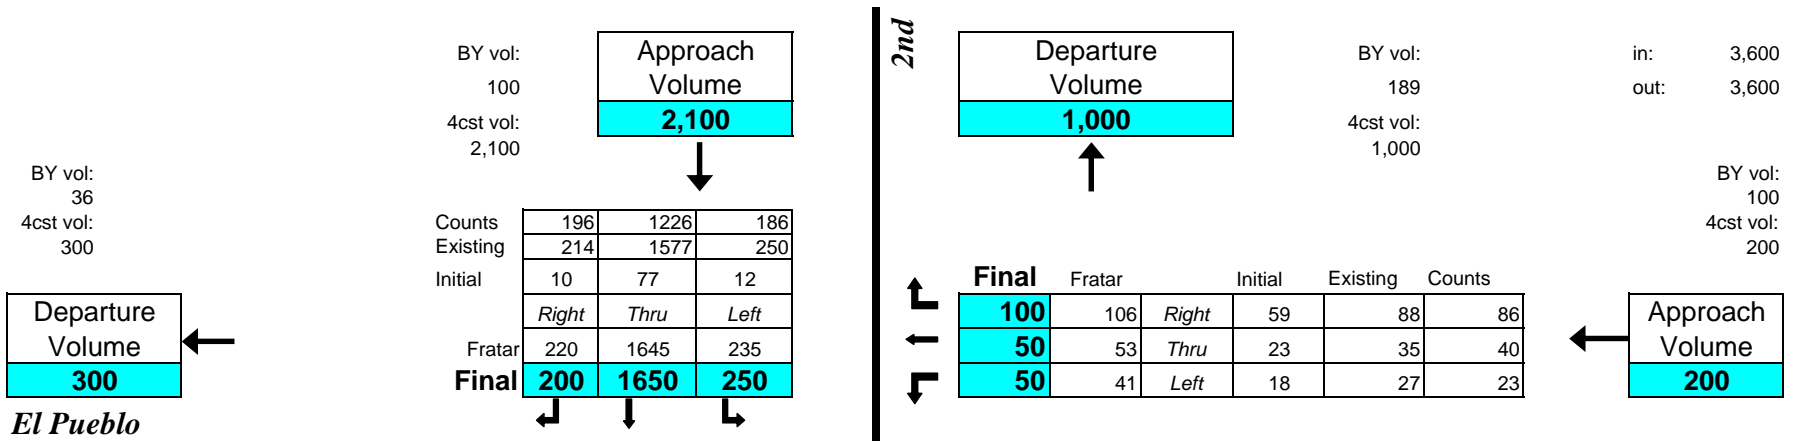 2nd
BY vol:
100
4cst vol:
2,100
Approach
Volume
2,100
Departure
Volume
1,000
BY vol:
189
4cst vol:
1,000
in: 3,600
out: 3,600
BY vol:
36
4cst vol:
300
BY vol:
100
4cst vol:
200
Counts 196 1226 186
Existing 214 1577 250
Initial 10 77 12
Right Thru Left
Fratar 220 1645 235
Final 200 1650 250
Final Fratar Initial Existing Counts
100 106 Right 59 88 86
50 53 Thru 23 35 40
50 41 Left 18 27 23
Departure
Volume
300
Approach
Volume
200
El Pueblo